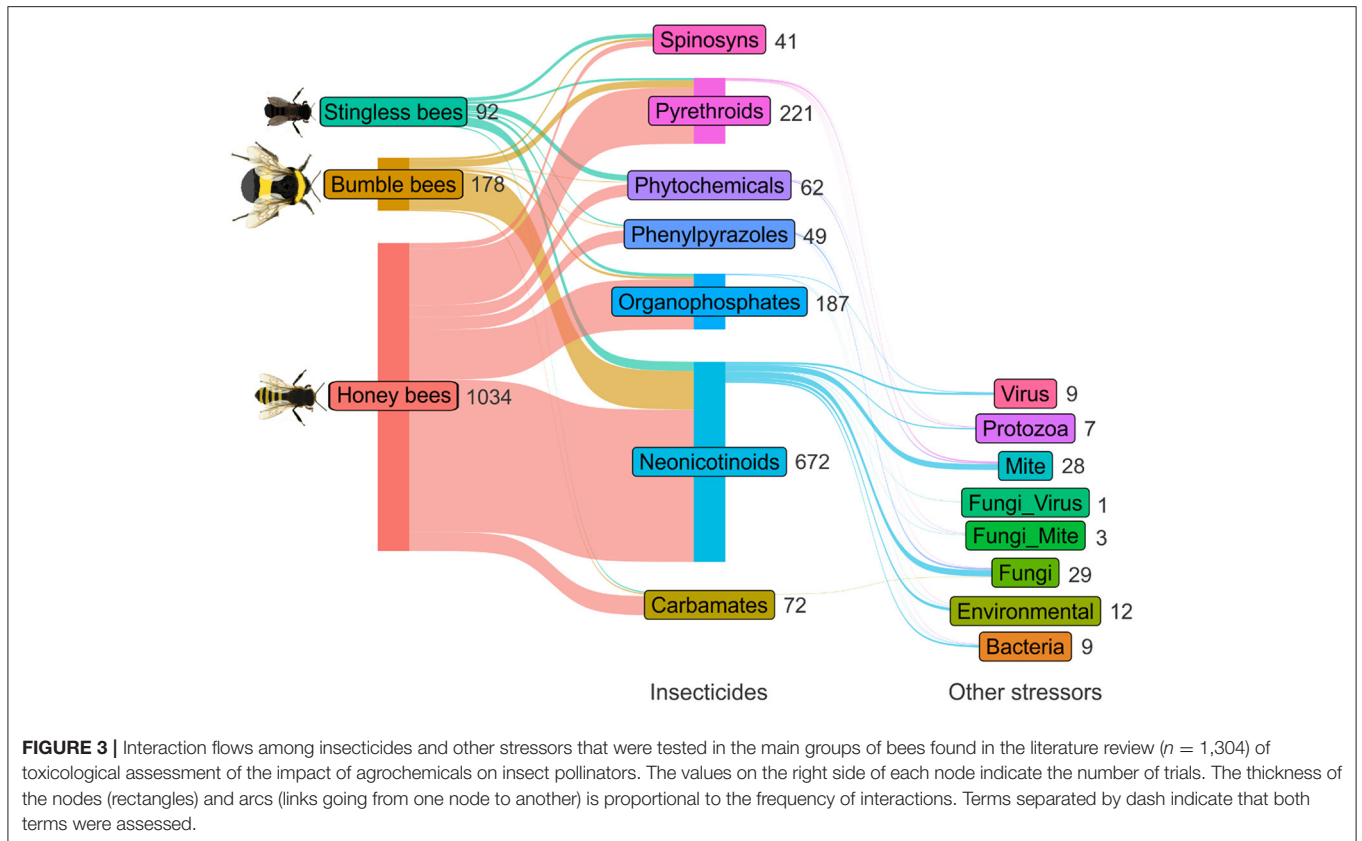 Spinosyns 41
Stingless bees 92
Pyrethroids 221
Bumble bees 178
Phytochemicals 62
Phenylpyrazoles 49
Organophosphates 187
Honey bees 1034
Virus 9
Protozoa 7
Neonicotinoids 672
Mite 28
Fungi_Virus 1
Fungi_Mite 3
Fungi 29
Carbamates 72
Environmental 12
Bacteria 9
Insecticides
Other stressors
FIGURE 3 | Interaction flows among insecticides and other stressors that were tested in the main groups of bees found in the literature review (n = 1,304) of
toxicological assessment of the impact of agrochemicals on insect pollinators. The values on the right side of each node indicate the number of trials. The thickness of
the nodes (rectangles) and arcs (links going from one node to another) is proportional to the frequency of interactions. Terms separated by dash indicate that both
terms were assessed.